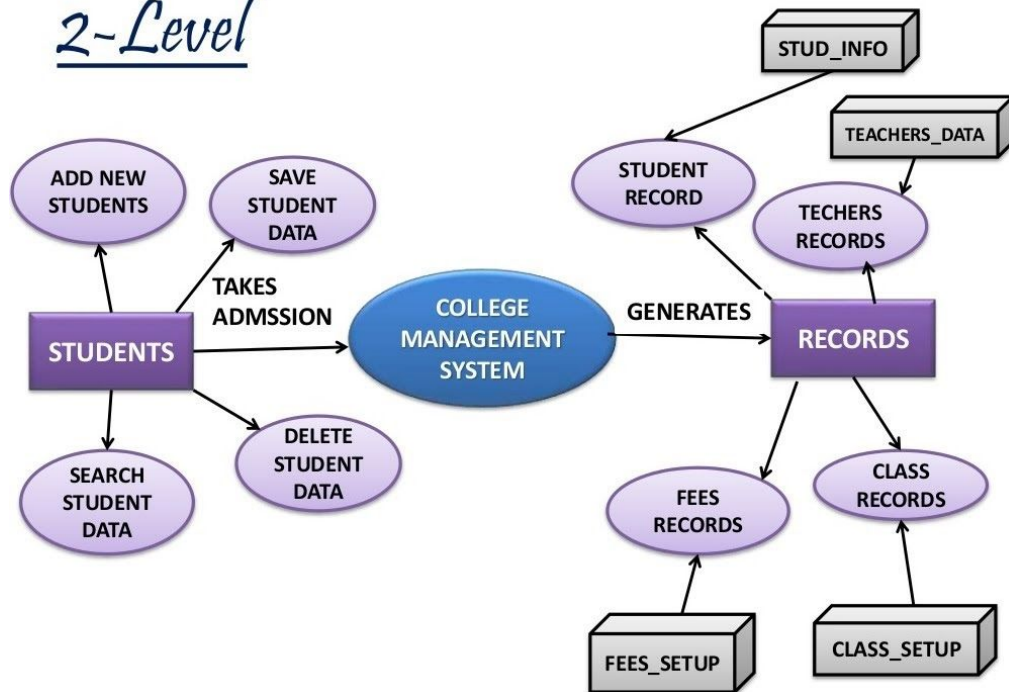 2-Level
STUD_INFO
TEACHERS_DATA
ADD NEW
STUDENTS
SAVE
STUDENT
DATA
STUDENT
RECORD
TECHERS
RECORDS
TAKES
ADMSSION
COLLEGE
MANAGEMENT
SYSTEM
GENERATES
STUDENTS
RECORDS
SEARCH
STUDENT
DATA
DELETE
STUDENT
DATA
FEES
RECORDS
CLASS
RECORDS
FEES_SETUP
CLASS_SETUP